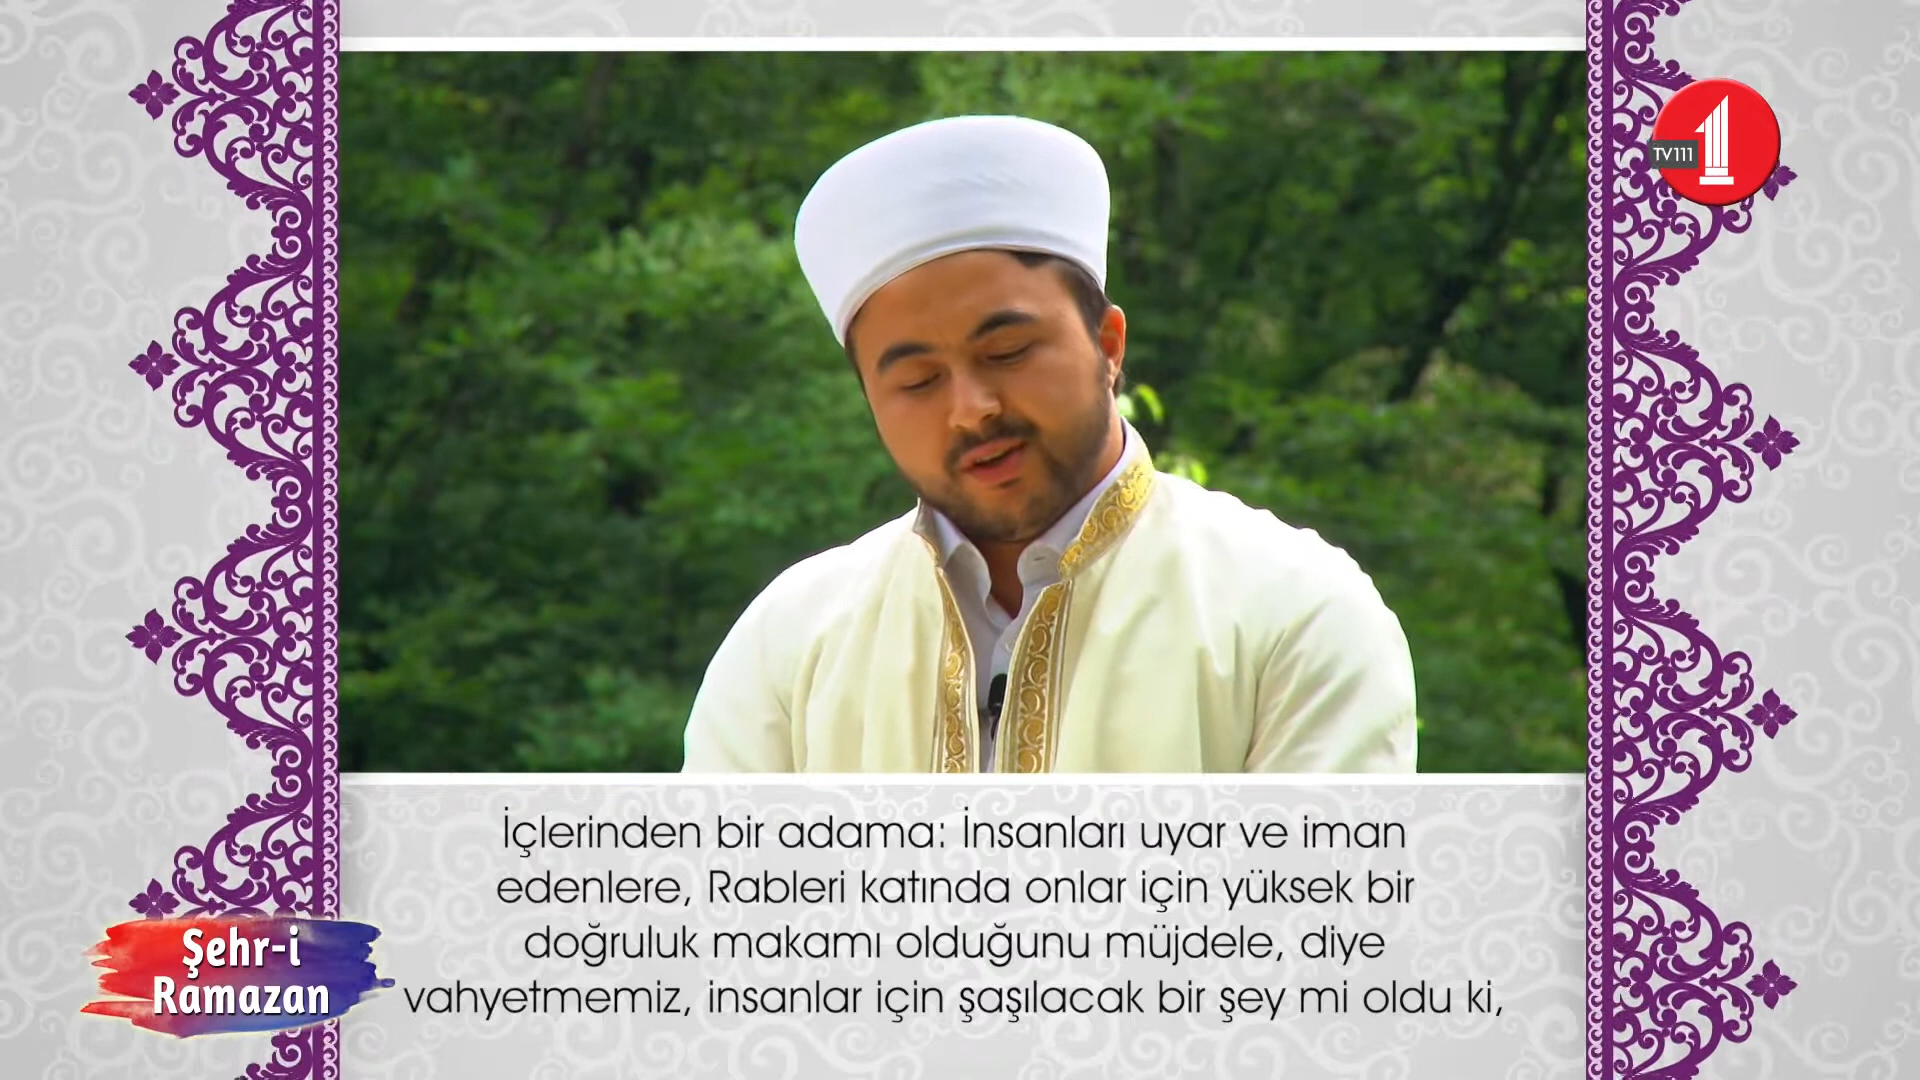 TV111
İçlerinden bir adama: İnsanları uyar ve iman
edenlere, Rableri katında onlar için yüksek bir
doğruluk makamı olduğunu müjdele, diye
vahyetmemiz, insanlar için şaşılacak bir şey mi oldu ki,
Şehr-i
Ramazan